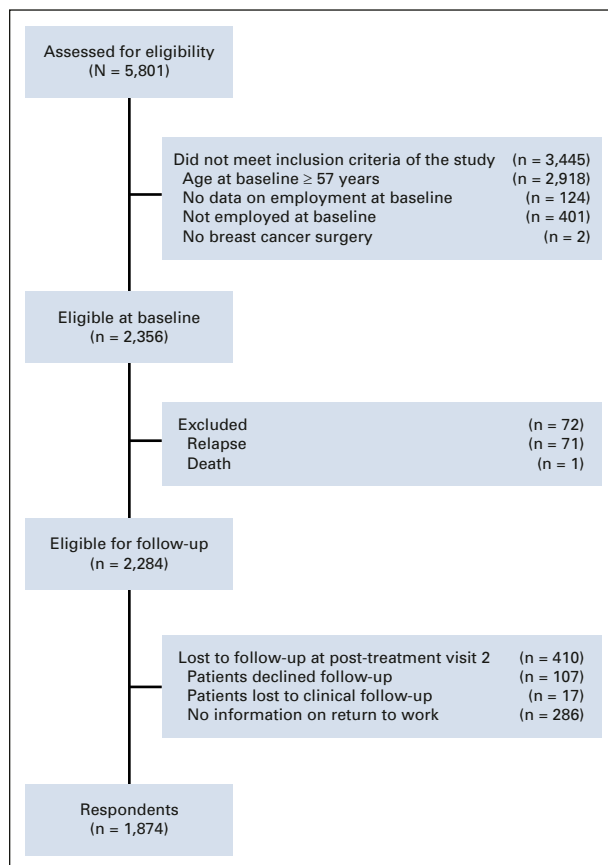 Assessed for eligibility
(N = 5,801)
Did not meet inclusion criteria of the study (n = 3,445)
Age at baseline ≥ 57 years (n = 2,918)
No data on employment at baseline (n = 124)
Not employed at baseline (n = 401)
No breast cancer surgery (n = 2)
Eligible at baseline
(n = 2,356)
Excluded (n = 72)
Relapse (n = 71)
Death (n = 1)
Eligible for follow-up
(n = 2,284)
Lost to follow-up at post-treatment visit 2 (n = 410)
Patients declined follow-up (n = 107)
Patients lost to clinical follow-up (n = 17)
No information on return to work (n = 286)
Respondents
(n = 1,874)